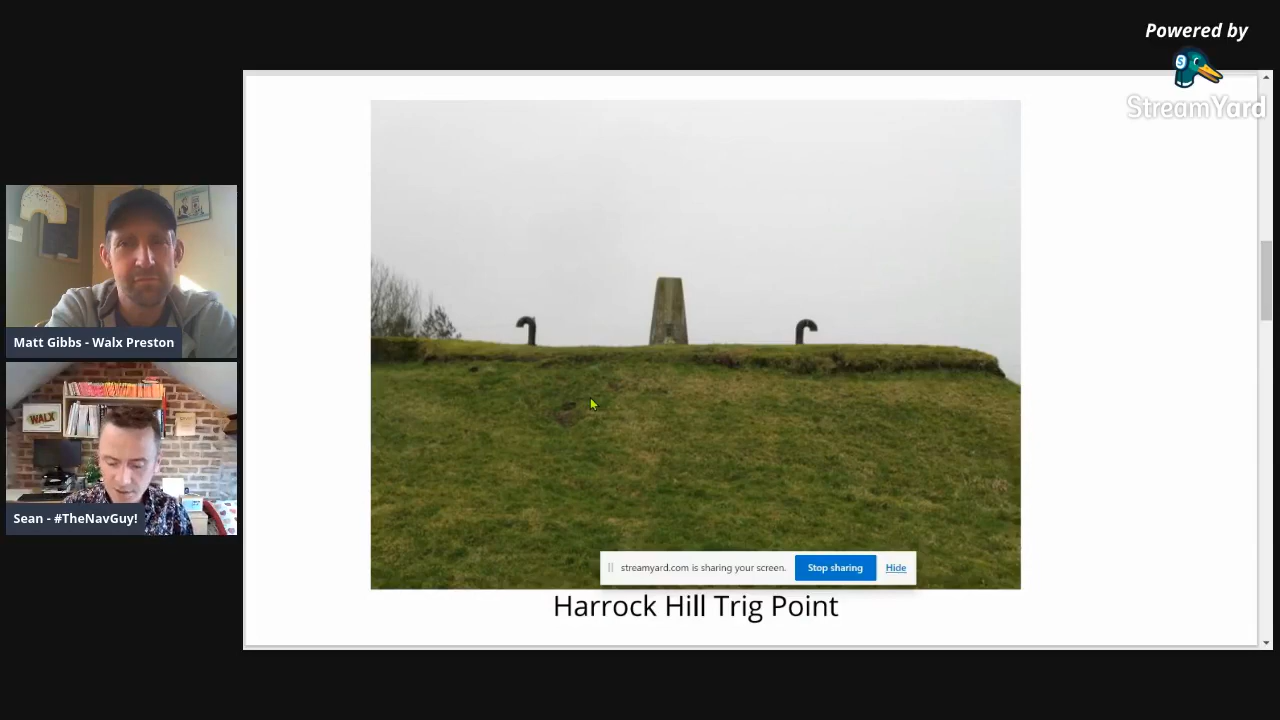 Powered by
StreamYard
Matt Gibbs - Walx Preston
WALX
Sean - #TheNavGuy!
streamyard.com is sharing your screen.
Stop sharing
Hide
Harrock Hill Trig Point